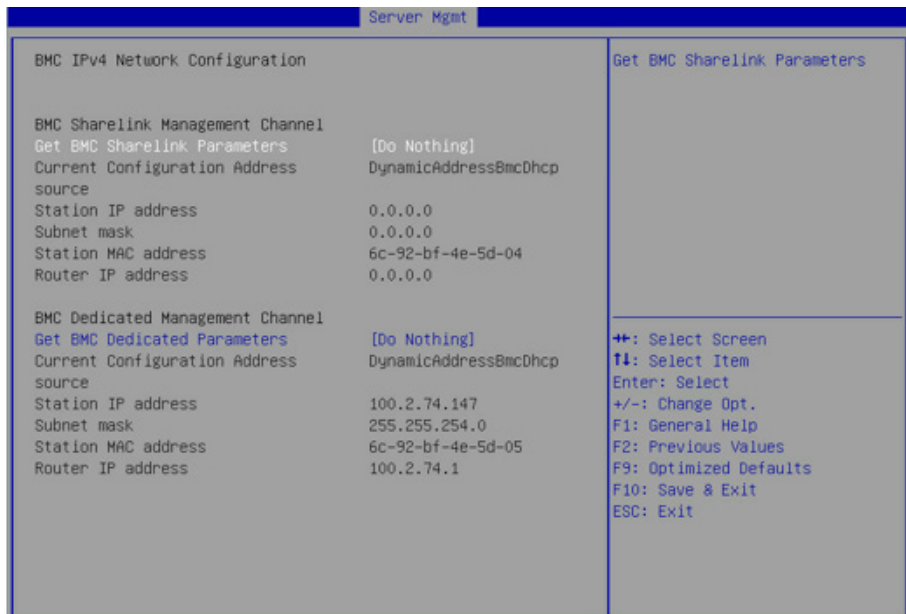 Server Mgmt
BMC IPv4 Network Configuration
Get BMC Sharelink Parameters
BMC Sharelink Management Channel
Get BMC Sharelink Parameters [Do Nothing]
Current Configuration Address DynamicAddressBmcDhcp
source
Station IP address 0.0.0.0
Subnet mask 0.0.0.0
Station MAC address 6c-92-bf-4e-5d-04
Router IP address 0.0.0.0
BMC Dedicated Management Channel
Get BMC Dedicated Parameters [Do Nothing]
Current Configuration Address DynamicAddressBmcDhcp
source
Station IP address 100.2.74.147
Subnet mask 255.255.254.0
Station MAC address 6c-92-bf-4e-5d-05
Router IP address 100.2.74.1
→←: Select Screen
↑↓: Select Item
Enter: Select
+/-: Change Opt.
F1: General Help
F2: Previous Values
F9: Optimized Defaults
F10: Save & Exit
ESC: Exit